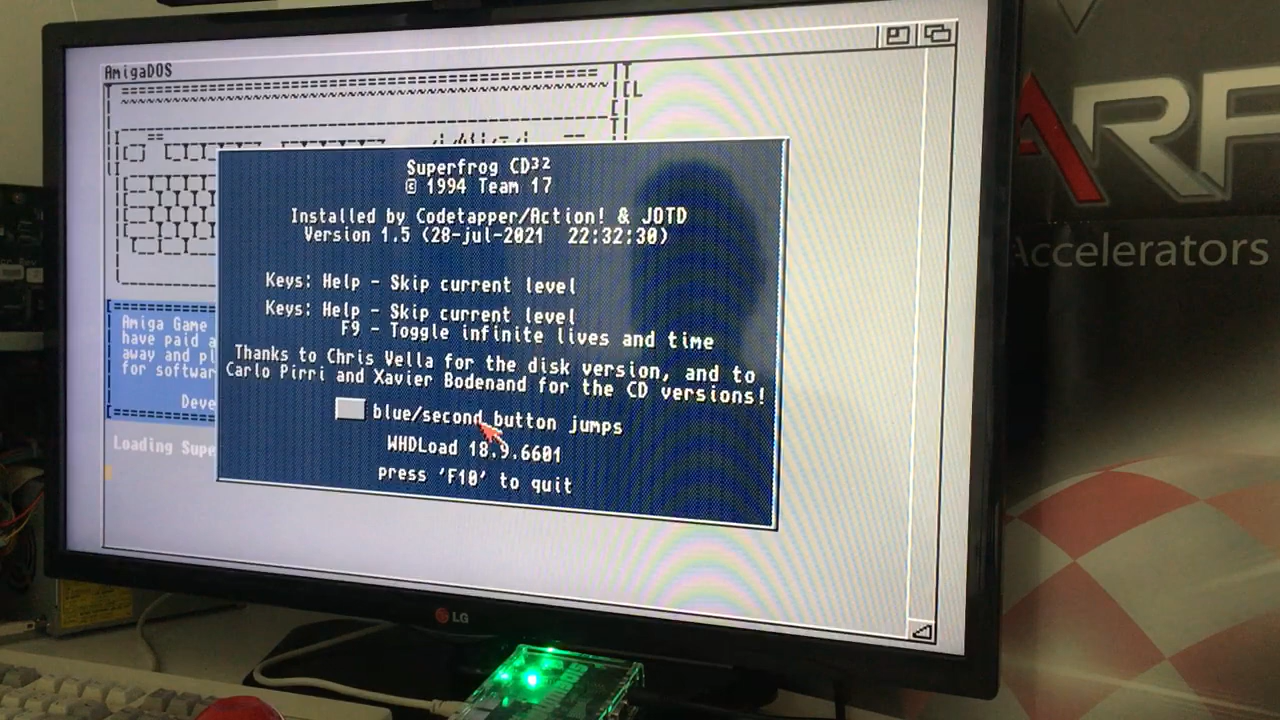 AmigaDOS
Superfrog CD³²
© 1994 Team 17
Installed by Codetapper/Action! & JOTD
Version 1.5 (28-jul-2021 22:32:30)
Keys: Help - Skip current level
Keys: Help - Skip current level
F9 - Toggle infinite lives and time
Thanks to Chris Vella for the disk version, and to
Carlo Pirri and Xavier Bodenand for the CD versions!
blue/second button jumps
WHDLoad 18.9.6601
press 'F10' to quit
Amiga Game
have paid a
away and pl
for softwar
Deve
Loading Supe
LG
ARP
Accelerators